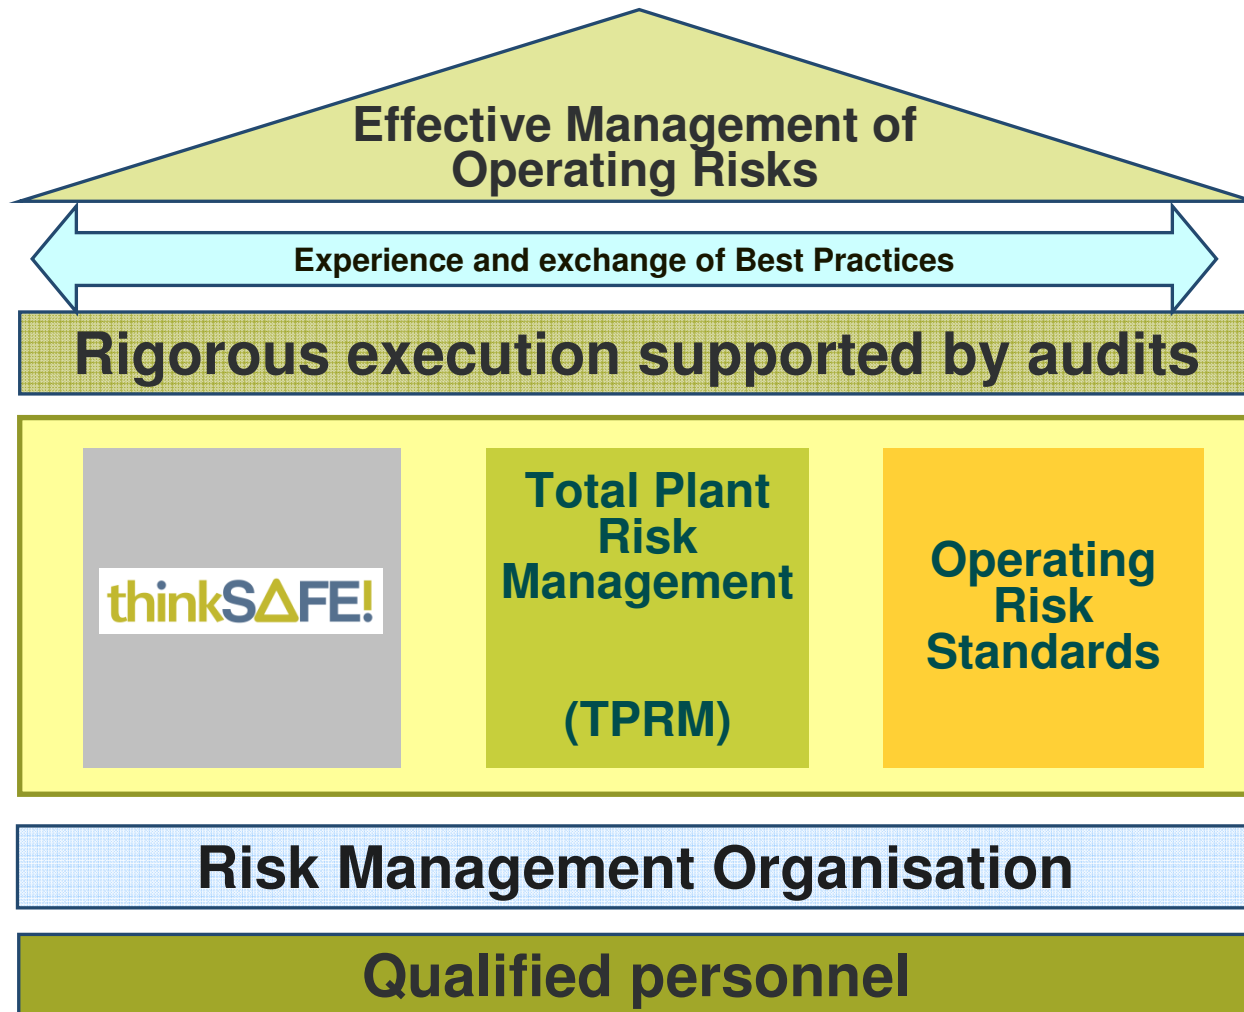 Effective Management of
Operating Risks
Experience and exchange of Best Practices
Rigorous execution supported by audits
thinkSAFE!
Total Plant
Risk
Management
(TPRM)
Operating
Risk
Standards
Risk Management Organisation
Qualified personnel